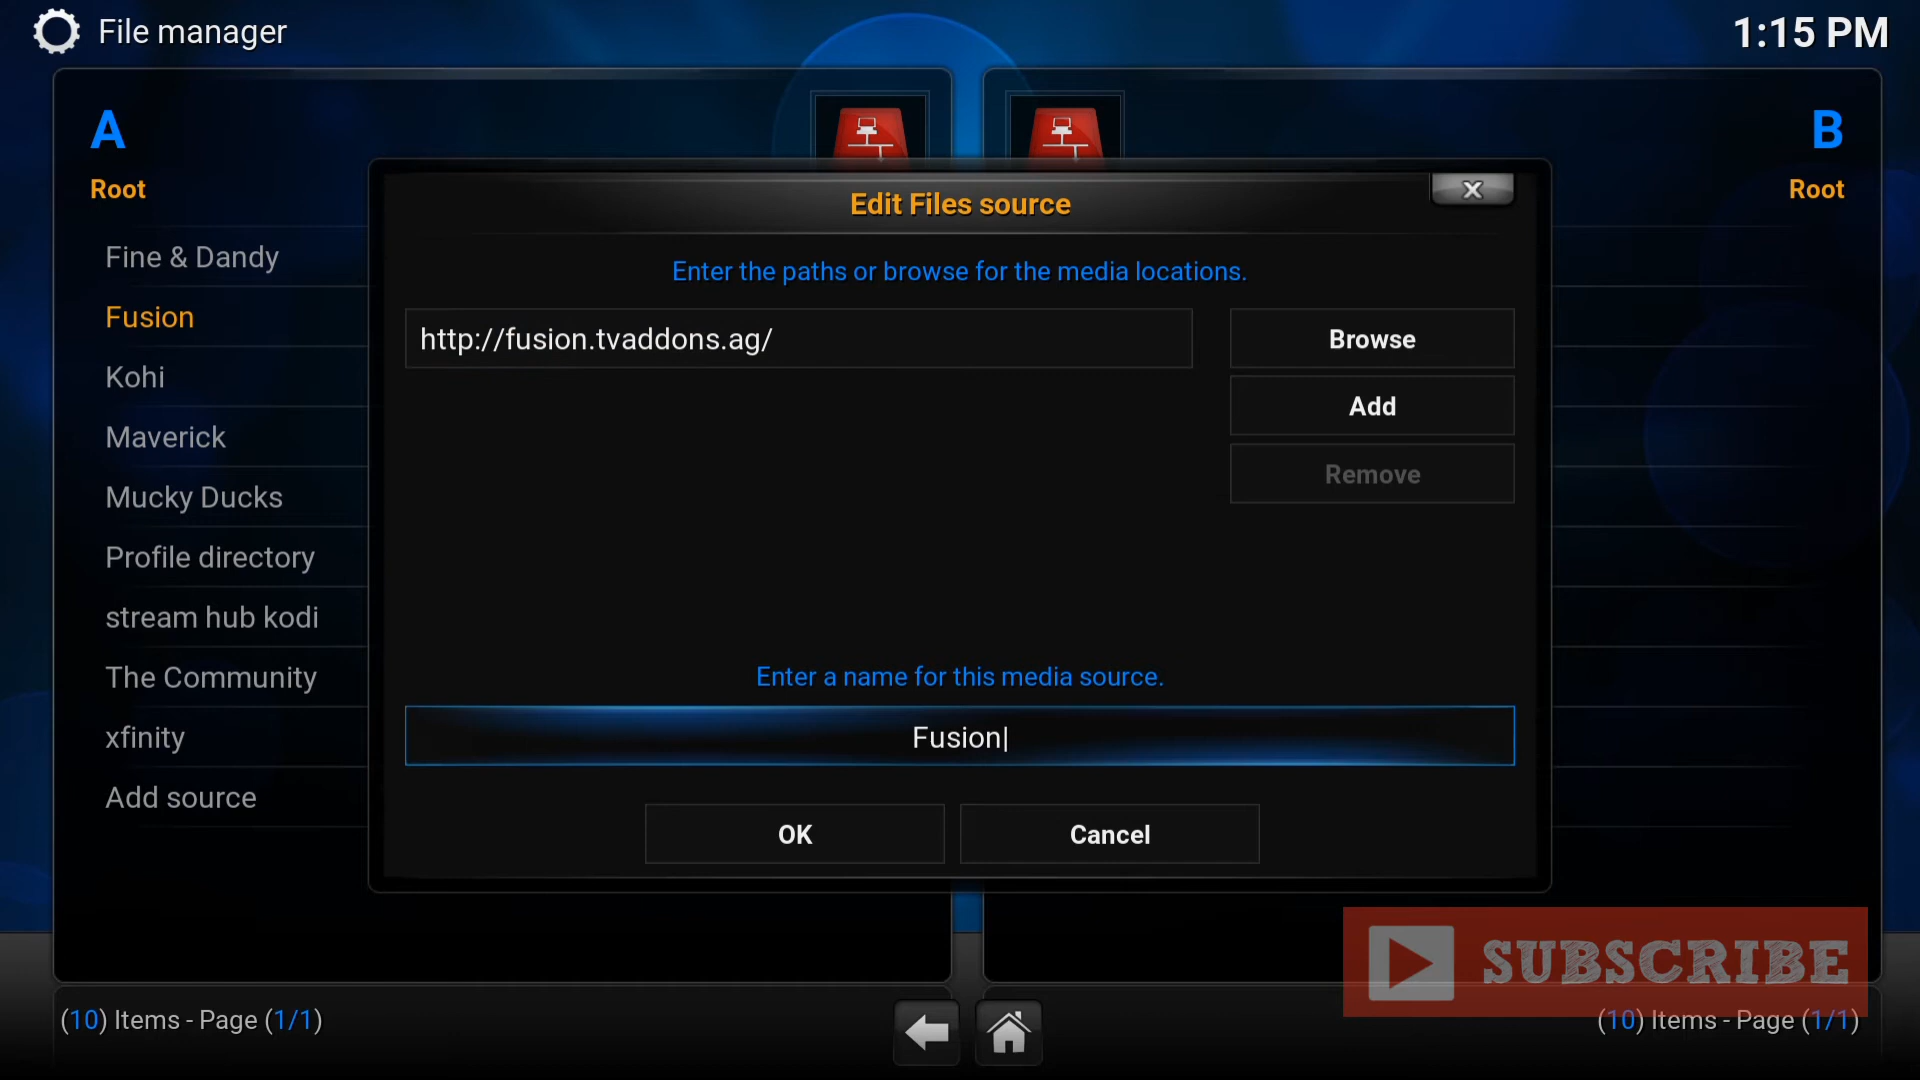 File manager
1:15 PM
A
B
Root
Root
Fine & Dandy
Fusion
Kohi
Maverick
Mucky Ducks
Profile directory
stream hub kodi
The Community
xfinity
Add source
Edit Files source
X
Enter the paths or browse for the media locations.
http://fusion.tvaddons.ag/
Browse
Add
Remove
Enter a name for this media source.
Fusion
OK
Cancel
SUBSCRIBE
(10) Items - Page (1/1)
(10) Items - Page (1/1)